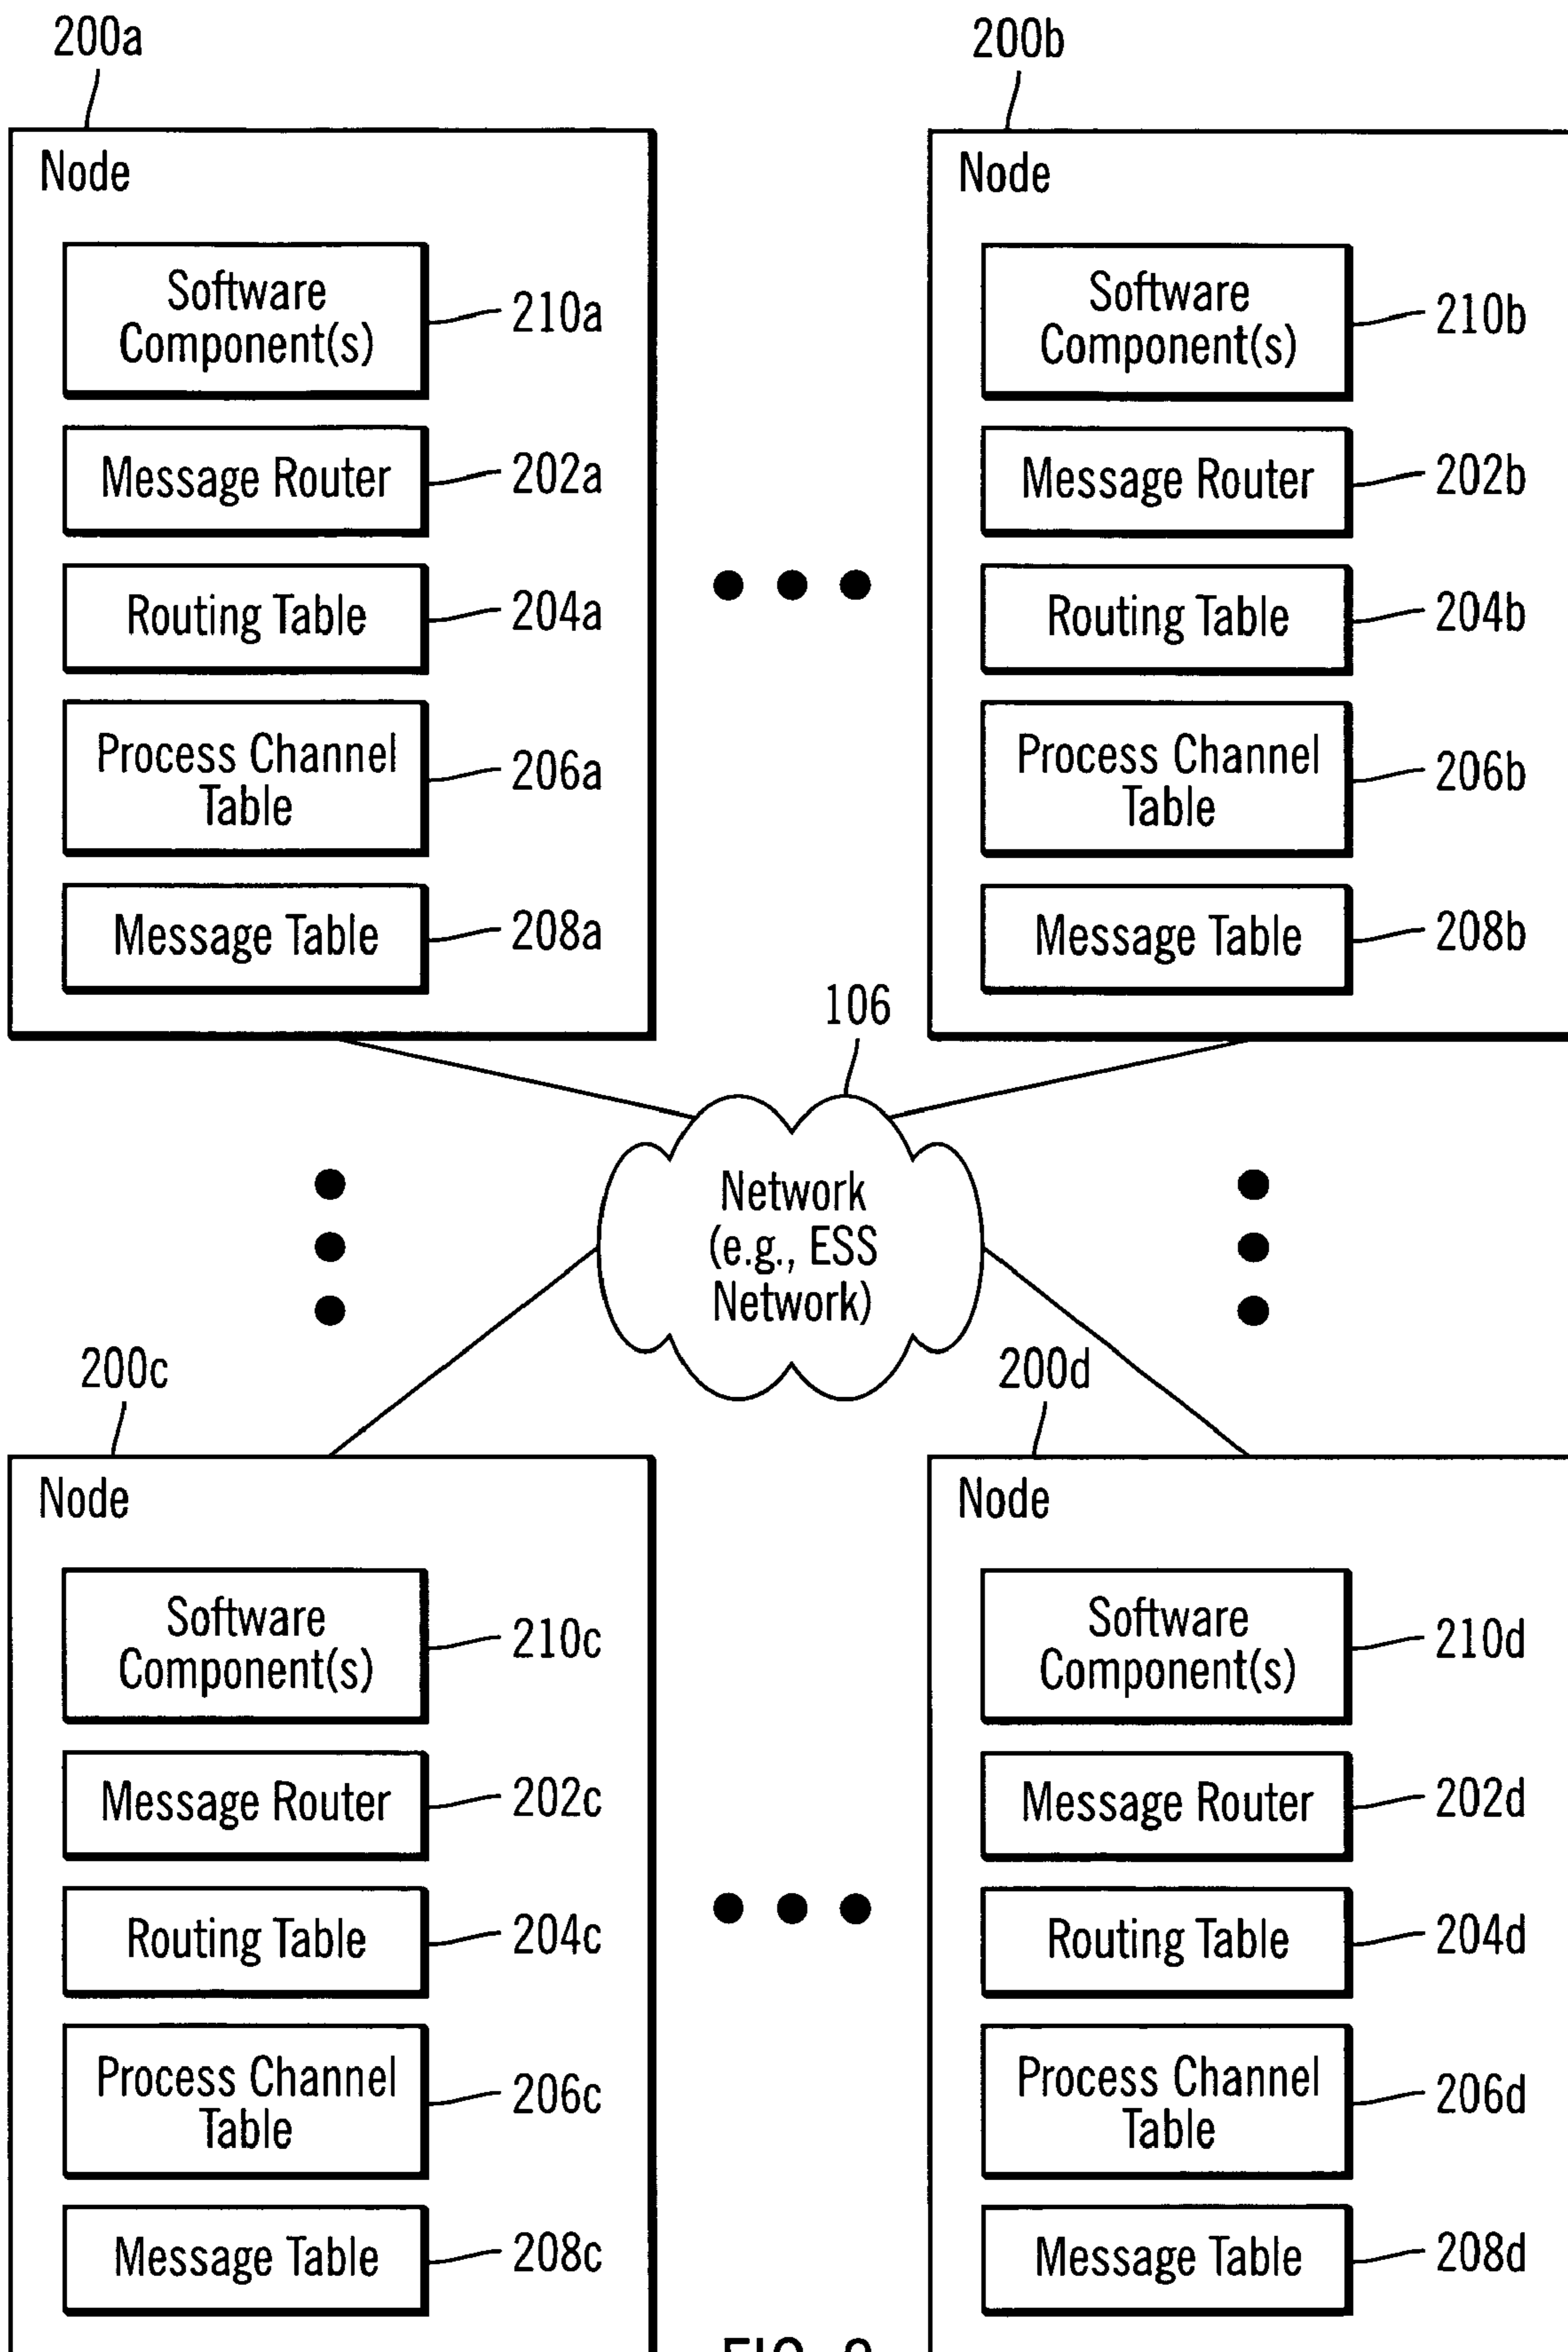 200a
200b
Node
Node
Software
Component(s)
210a
Software
Component(s)
210b
Message Router
202a
Message Router
202b
Routing Table
204a
Routing Table
204b
Process Channel
Table
206a
Process Channel
Table
206b
Message Table
208a
Message Table
208b
106
Network
(e.g., ESS
Network)
200c
200d
Node
Node
Software
Component(s)
210c
Software
Component(s)
210d
Message Router
202c
Message Router
202d
Routing Table
204c
Routing Table
204d
Process Channel
Table
206c
Process Channel
Table
206d
Message Table
208c
Message Table
208d
FIG.